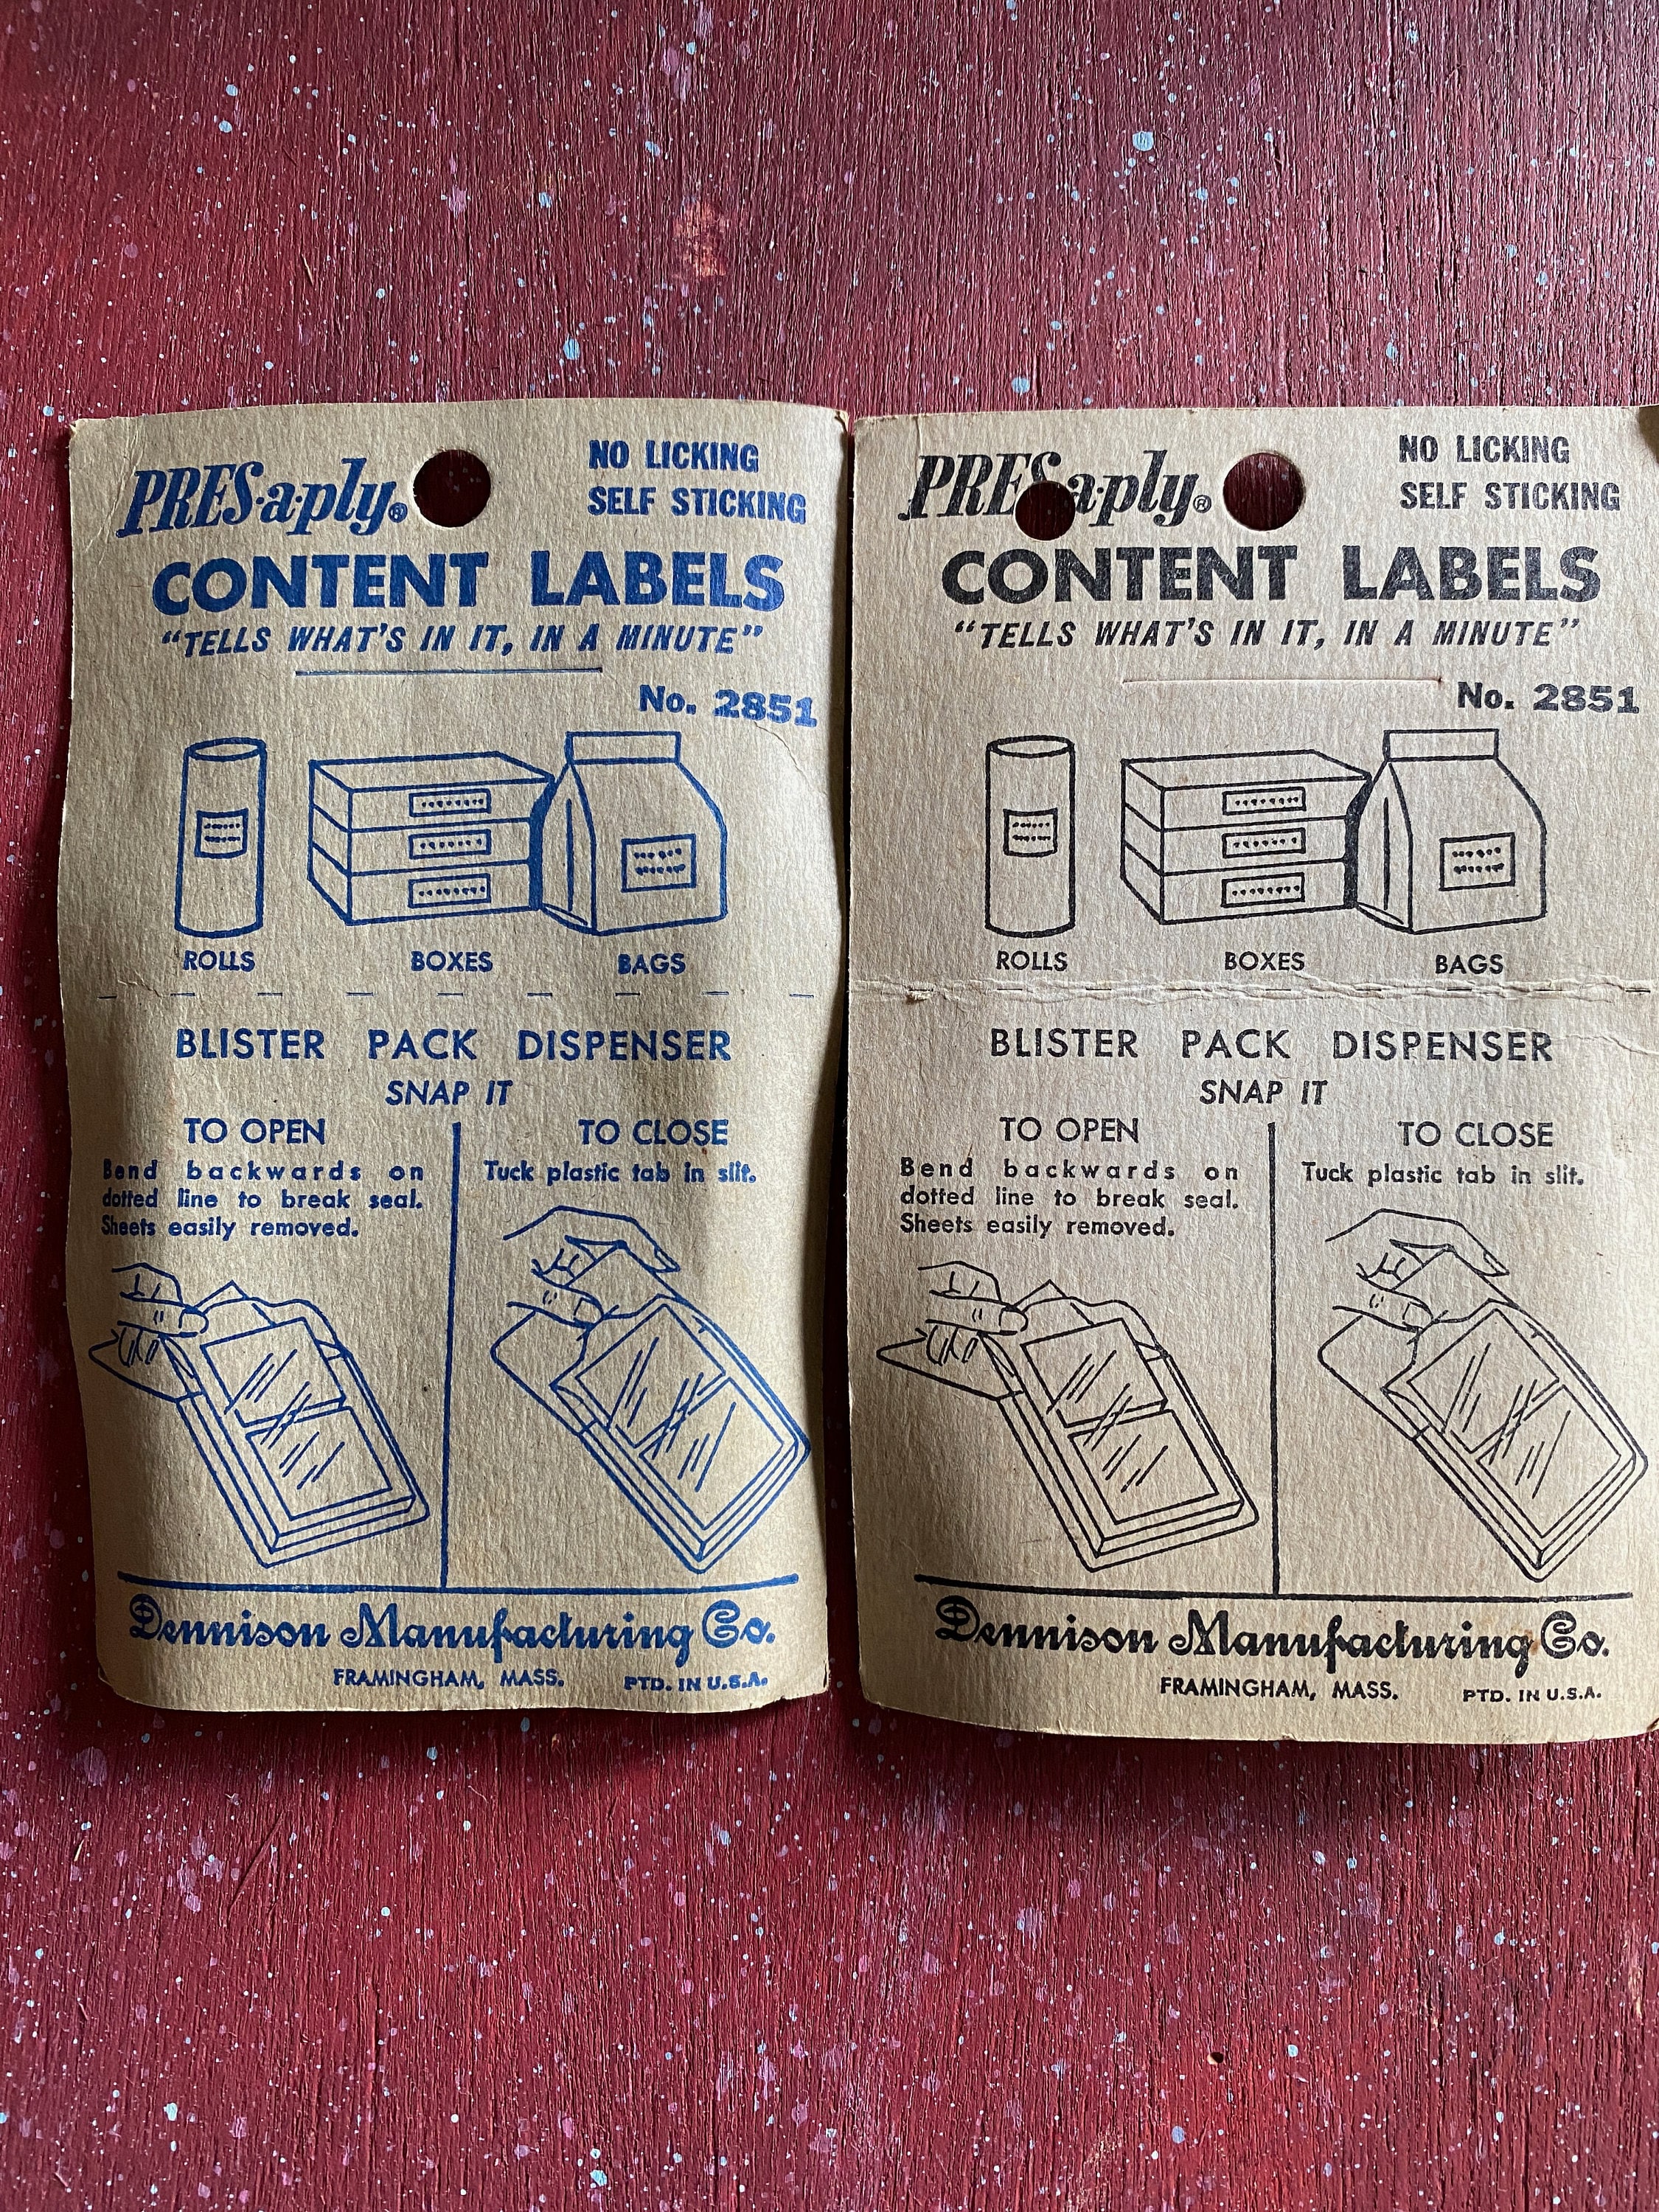 PRES-a-ply®
NO LICKING
SELF STICKING
CONTENT LABELS
"TELLS WHAT'S IN IT, IN A MINUTE"
No. 2851
ROLLS BOXES BAGS
BLISTER PACK DISPENSER
SNAP IT
TO OPEN
Bend backwards on
dotted line to break seal.
Sheets easily removed.
TO CLOSE
Tuck plastic tab in slit.
Dennison Manufacturing Co.
FRAMINGHAM, MASS. PTD. IN U.S.A.
PRES a-ply®
NO LICKING
SELF STICKING
CONTENT LABELS
"TELLS WHAT'S IN IT, IN A MINUTE"
No. 2851
ROLLS BOXES BAGS
BLISTER PACK DISPENSER
SNAP IT
TO OPEN
Bend backwards on
dotted line to break seal.
Sheets easily removed.
TO CLOSE
Tuck plastic tab in slit.
Dennison Manufacturing Co.
FRAMINGHAM, MASS. PTD. IN U.S.A.